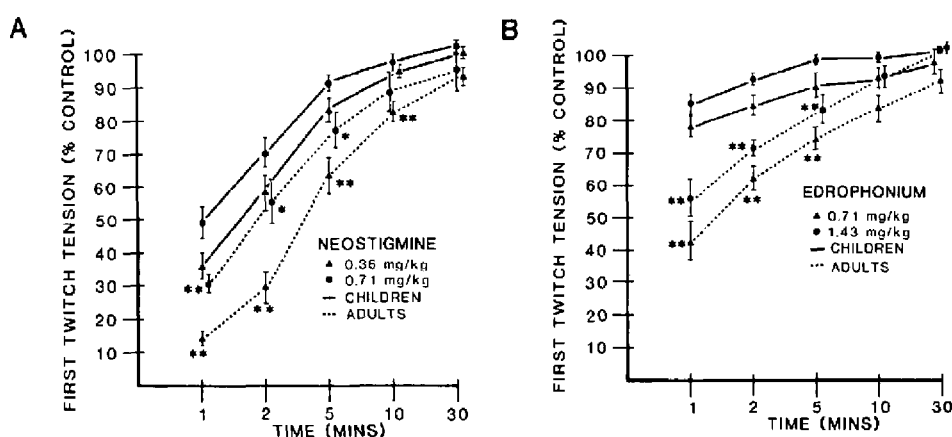 A
FIRST TWITCH TENSION (% CONTROL)
100
90
80
70
60
50
40
30
20
10
**
**
**
*
**
*
**
NEOSTIGMINE
▲ 0.36 mg/kg
● 0.71 mg/kg
— CHILDREN
····· ADULTS
1 2 5 10 30
TIME (MINS)
B
FIRST TWITCH TENSION (% CONTROL)
100
90
80
70
60
50
40
30
20
10
**
**
**
**
**
**
EDROPHONIUM
▲ 0.71 mg/kg
● 1.43 mg/kg
— CHILDREN
····· ADULTS
1 2 5 10 30
TIME (MINS)